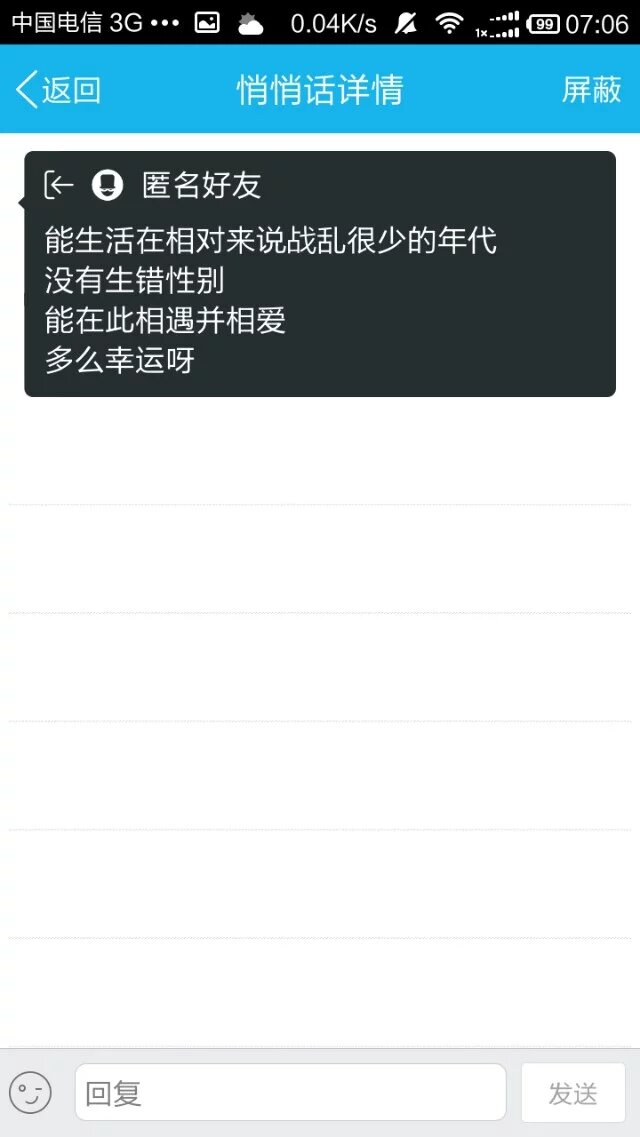 中国电信 3G ••• 0.04K/s 1x 99 07:06
返回 悄悄话详情 屏蔽
匿名好友
能生活在相对来说战乱很少的年代
没有生错性别
能在此相遇并相爱
多么幸运呀
回复 发送